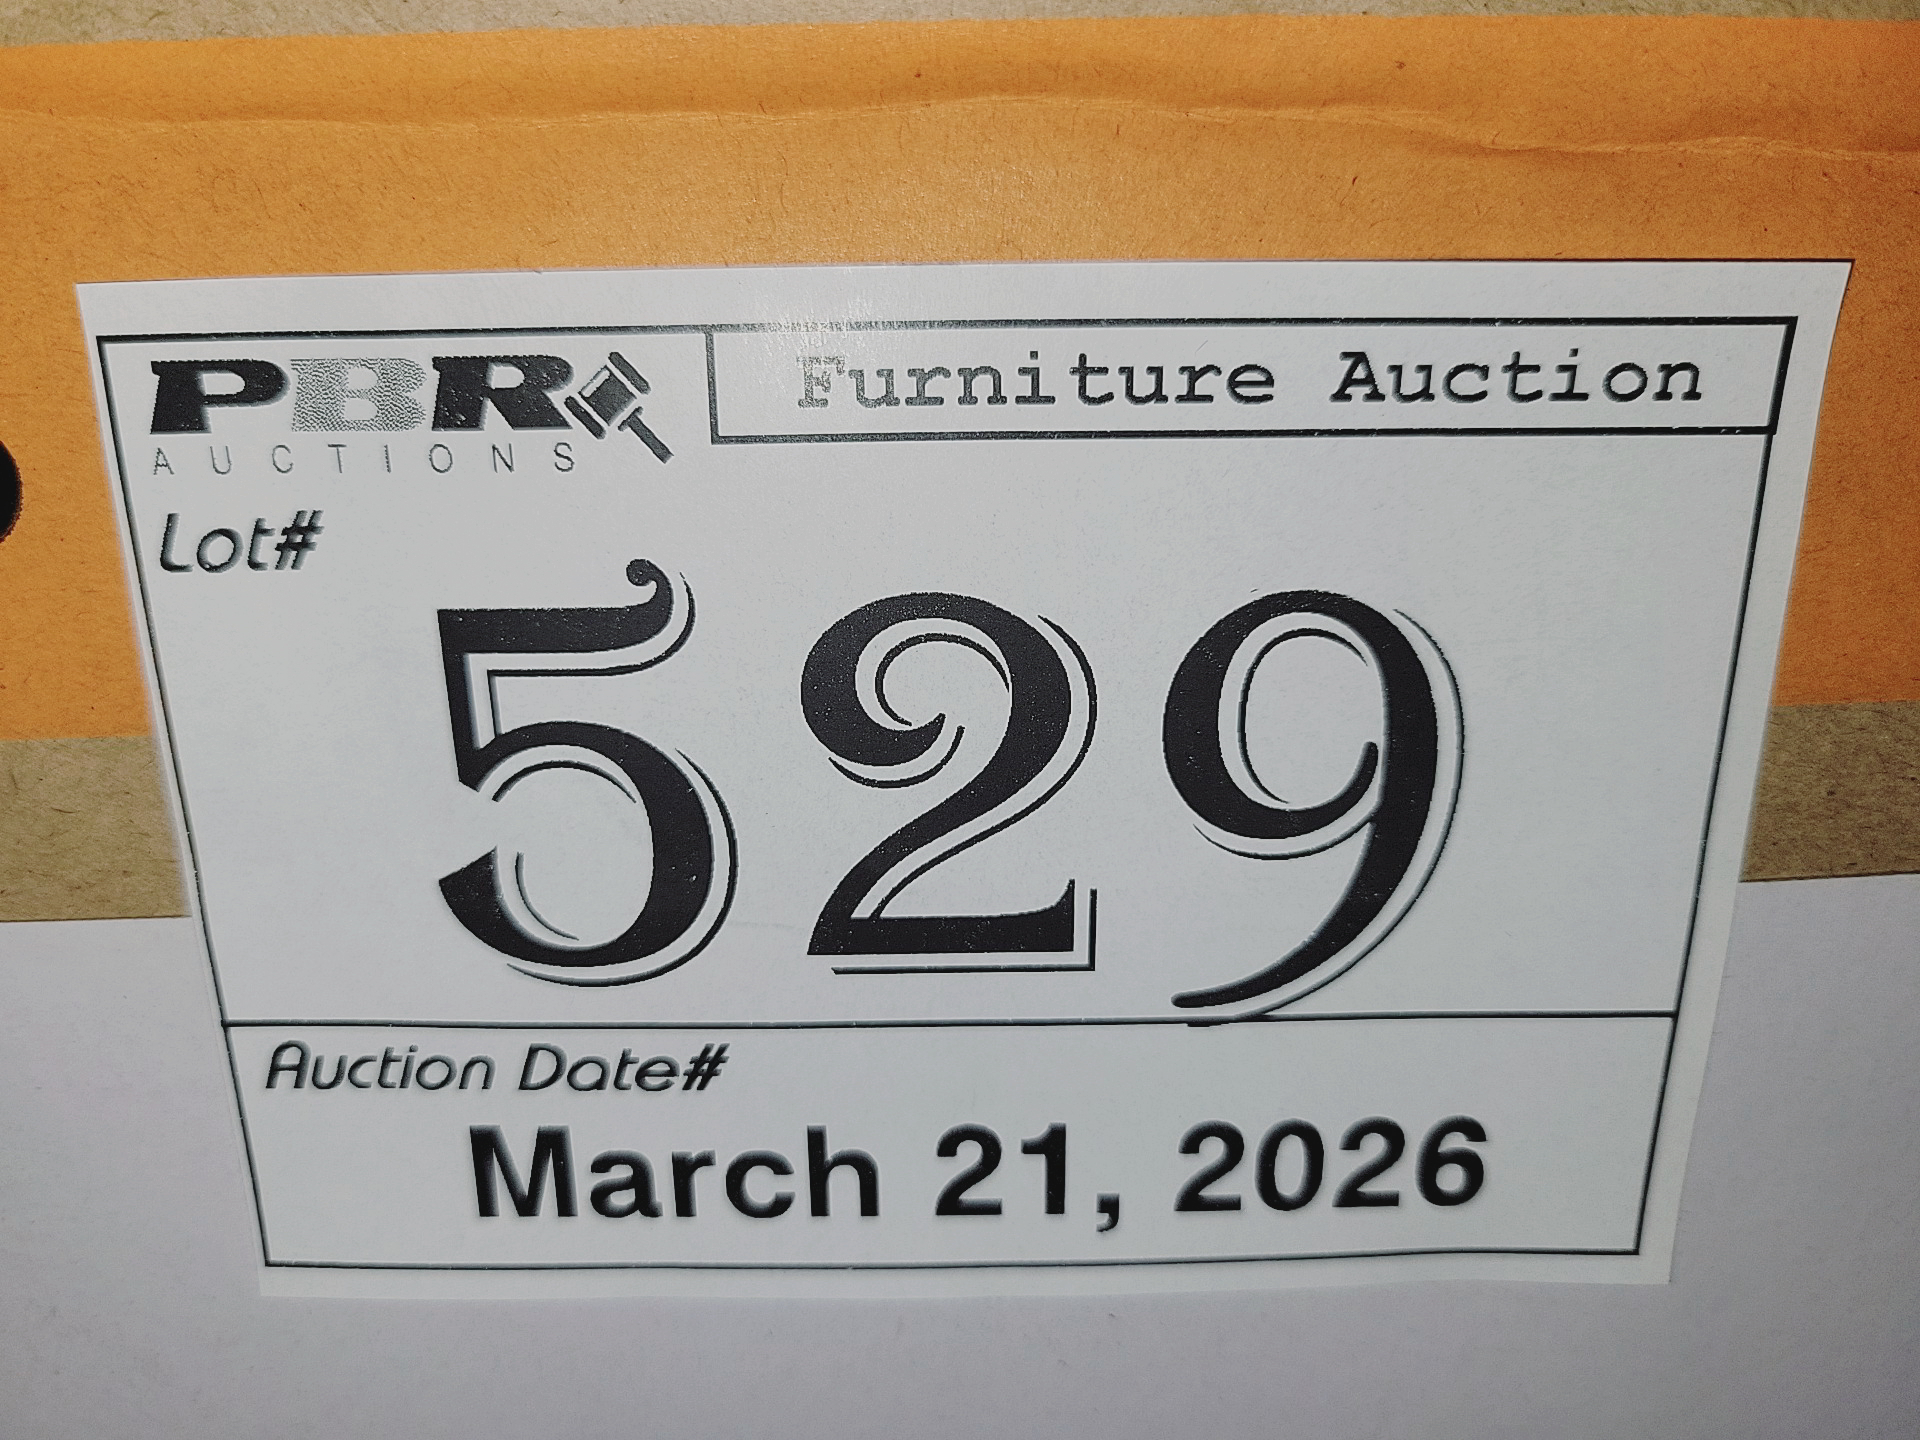 PBR
AUCTIONS
Furniture Auction
Lot#
529
Auction Date#
March 21, 2026